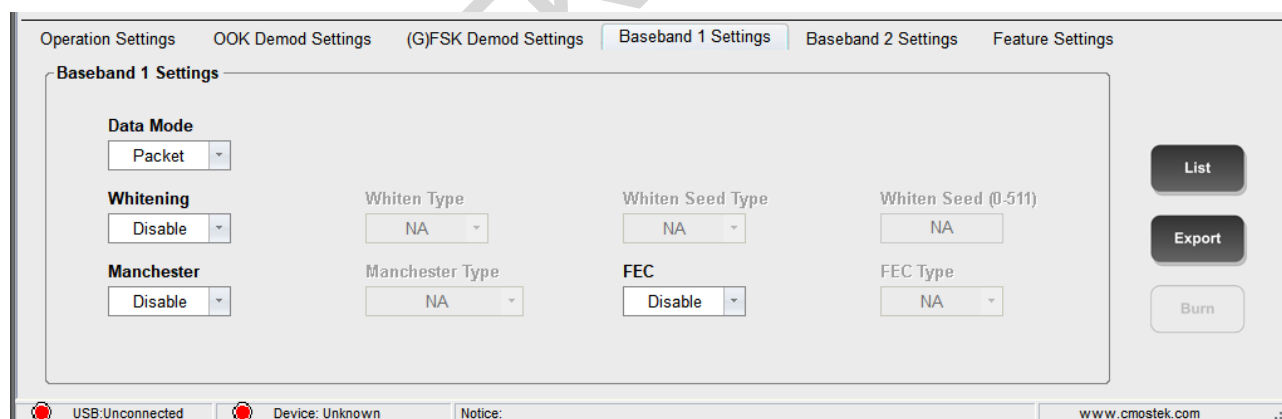 Operation Settings OOK Demod Settings (G)FSK Demod Settings Baseband 1 Settings Baseband 2 Settings Feature Settings
Baseband 1 Settings
Data Mode
Packet
List
Whitening Whiten Type Whiten Seed Type Whiten Seed (0-511)
Disable NA NA NA
Export
Manchester Manchester Type FEC FEC Type
Disable NA Disable NA
Burn
USB:Unconnected Device: Unknown Notice: www.cmostek.com